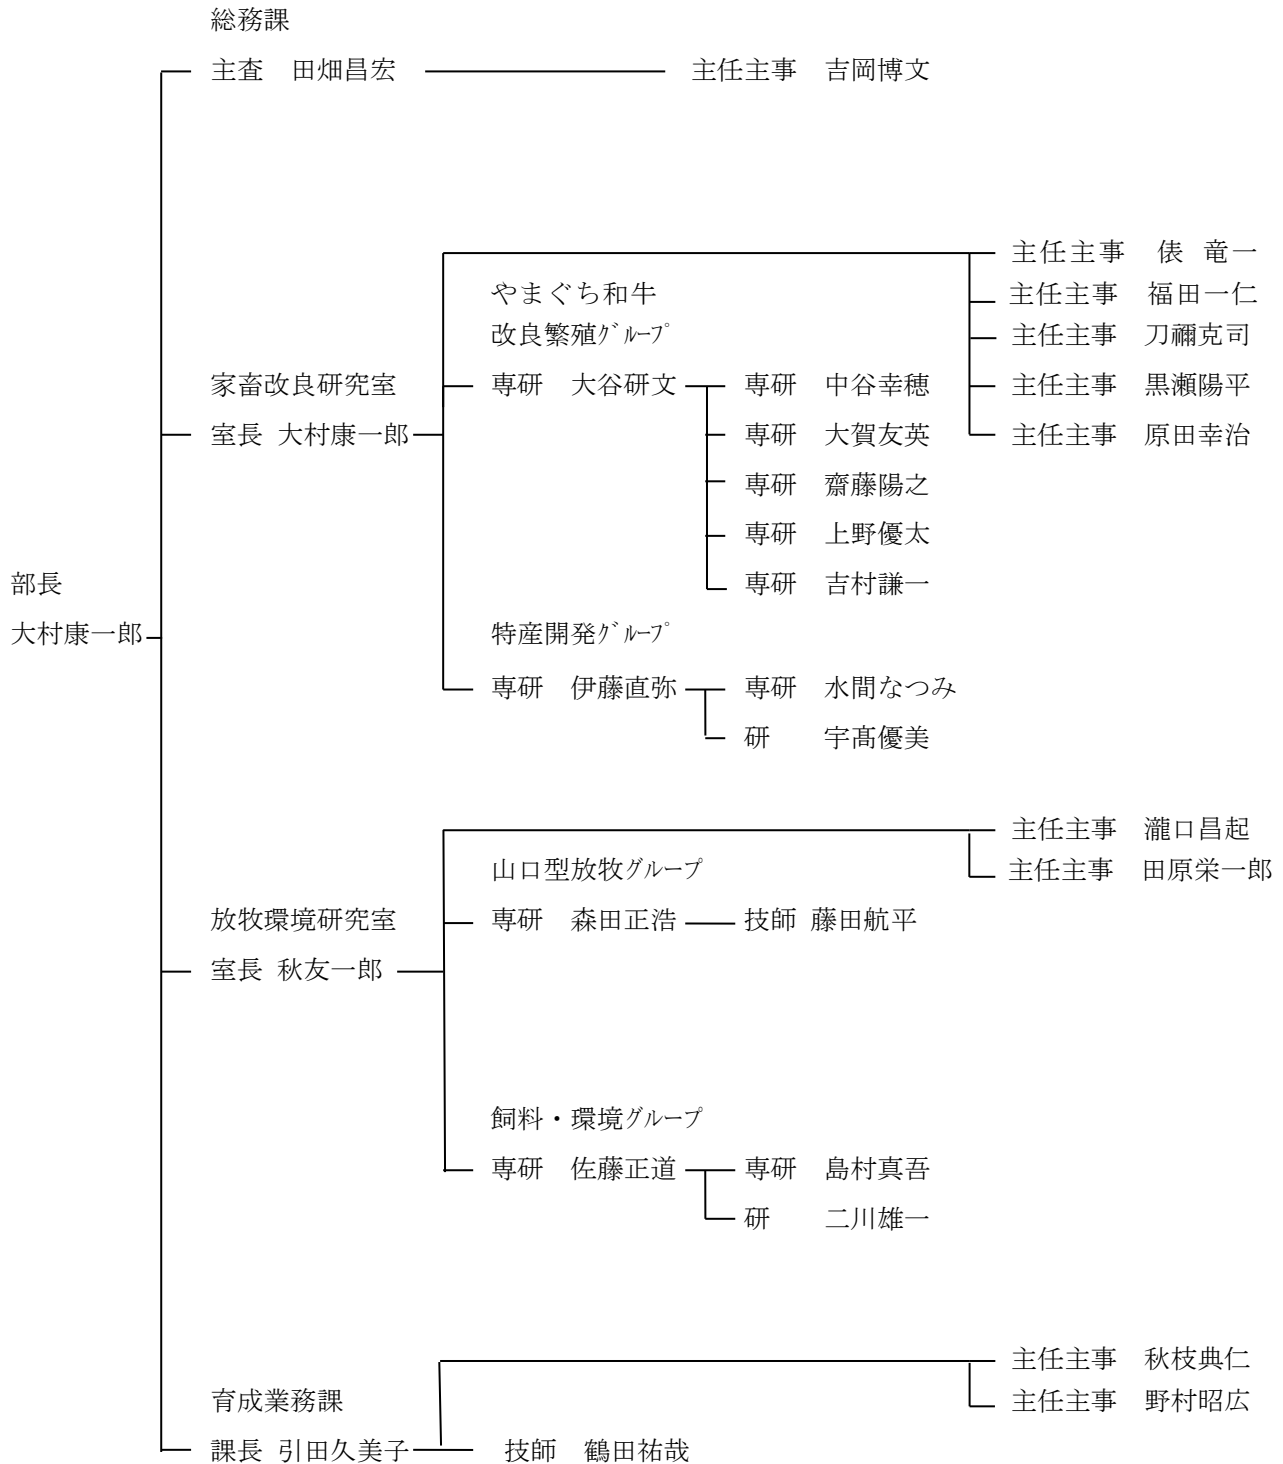 総務課
主査 田畑昌宏 主任主事 吉岡博文
主任主事 俵 竜一
やまぐち和牛 主任主事 福田一仁
改良繁殖ｸﾞﾙｰﾌﾟ 主任主事 刀禰克司
家畜改良研究室 専研 大谷研文 専研 中谷幸穂 主任主事 黒瀬陽平
室長 大村康一郎 専研 大賀友英 主任主事 原田幸治
専研 齋藤陽之
専研 上野優太
部長 専研 吉村謙一
大村康一郎 特産開発ｸﾞﾙｰﾌﾟ
専研 伊藤直弥 専研 水間なつみ
研 宇髙優美
主任主事 瀧口昌起
山口型放牧グループ 主任主事 田原栄一郎
放牧環境研究室 専研 森田正浩 技師 藤田航平
室長 秋友一郎
飼料・環境グループ
専研 佐藤正道 専研 島村真吾
研 二川雄一
主任主事 秋枝典仁
育成業務課 主任主事 野村昭広
課長 引田久美子 技師 鶴田祐哉